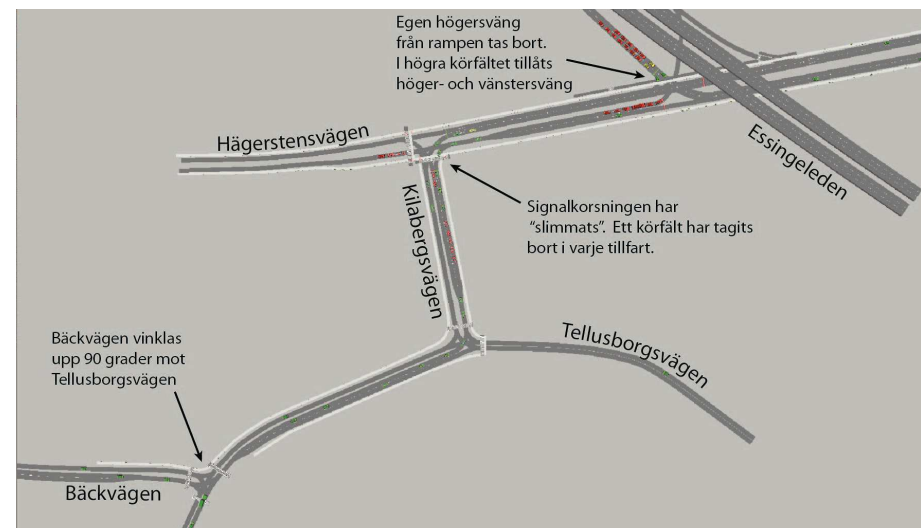 Egen högersväng
från rampen tas bort.
I högra körfältet tillåts
höger- och vänstersväng
Hägerstensvägen
Essingeleden
Kilabergsvägen
Signalkorsningen har
"slimmats". Ett körfält har tagits
bort i varje tillfart.
Tellusborgsvägen
Bäckvägen vinklas
upp 90 grader mot
Tellusborgsvägen
Bäckvägen